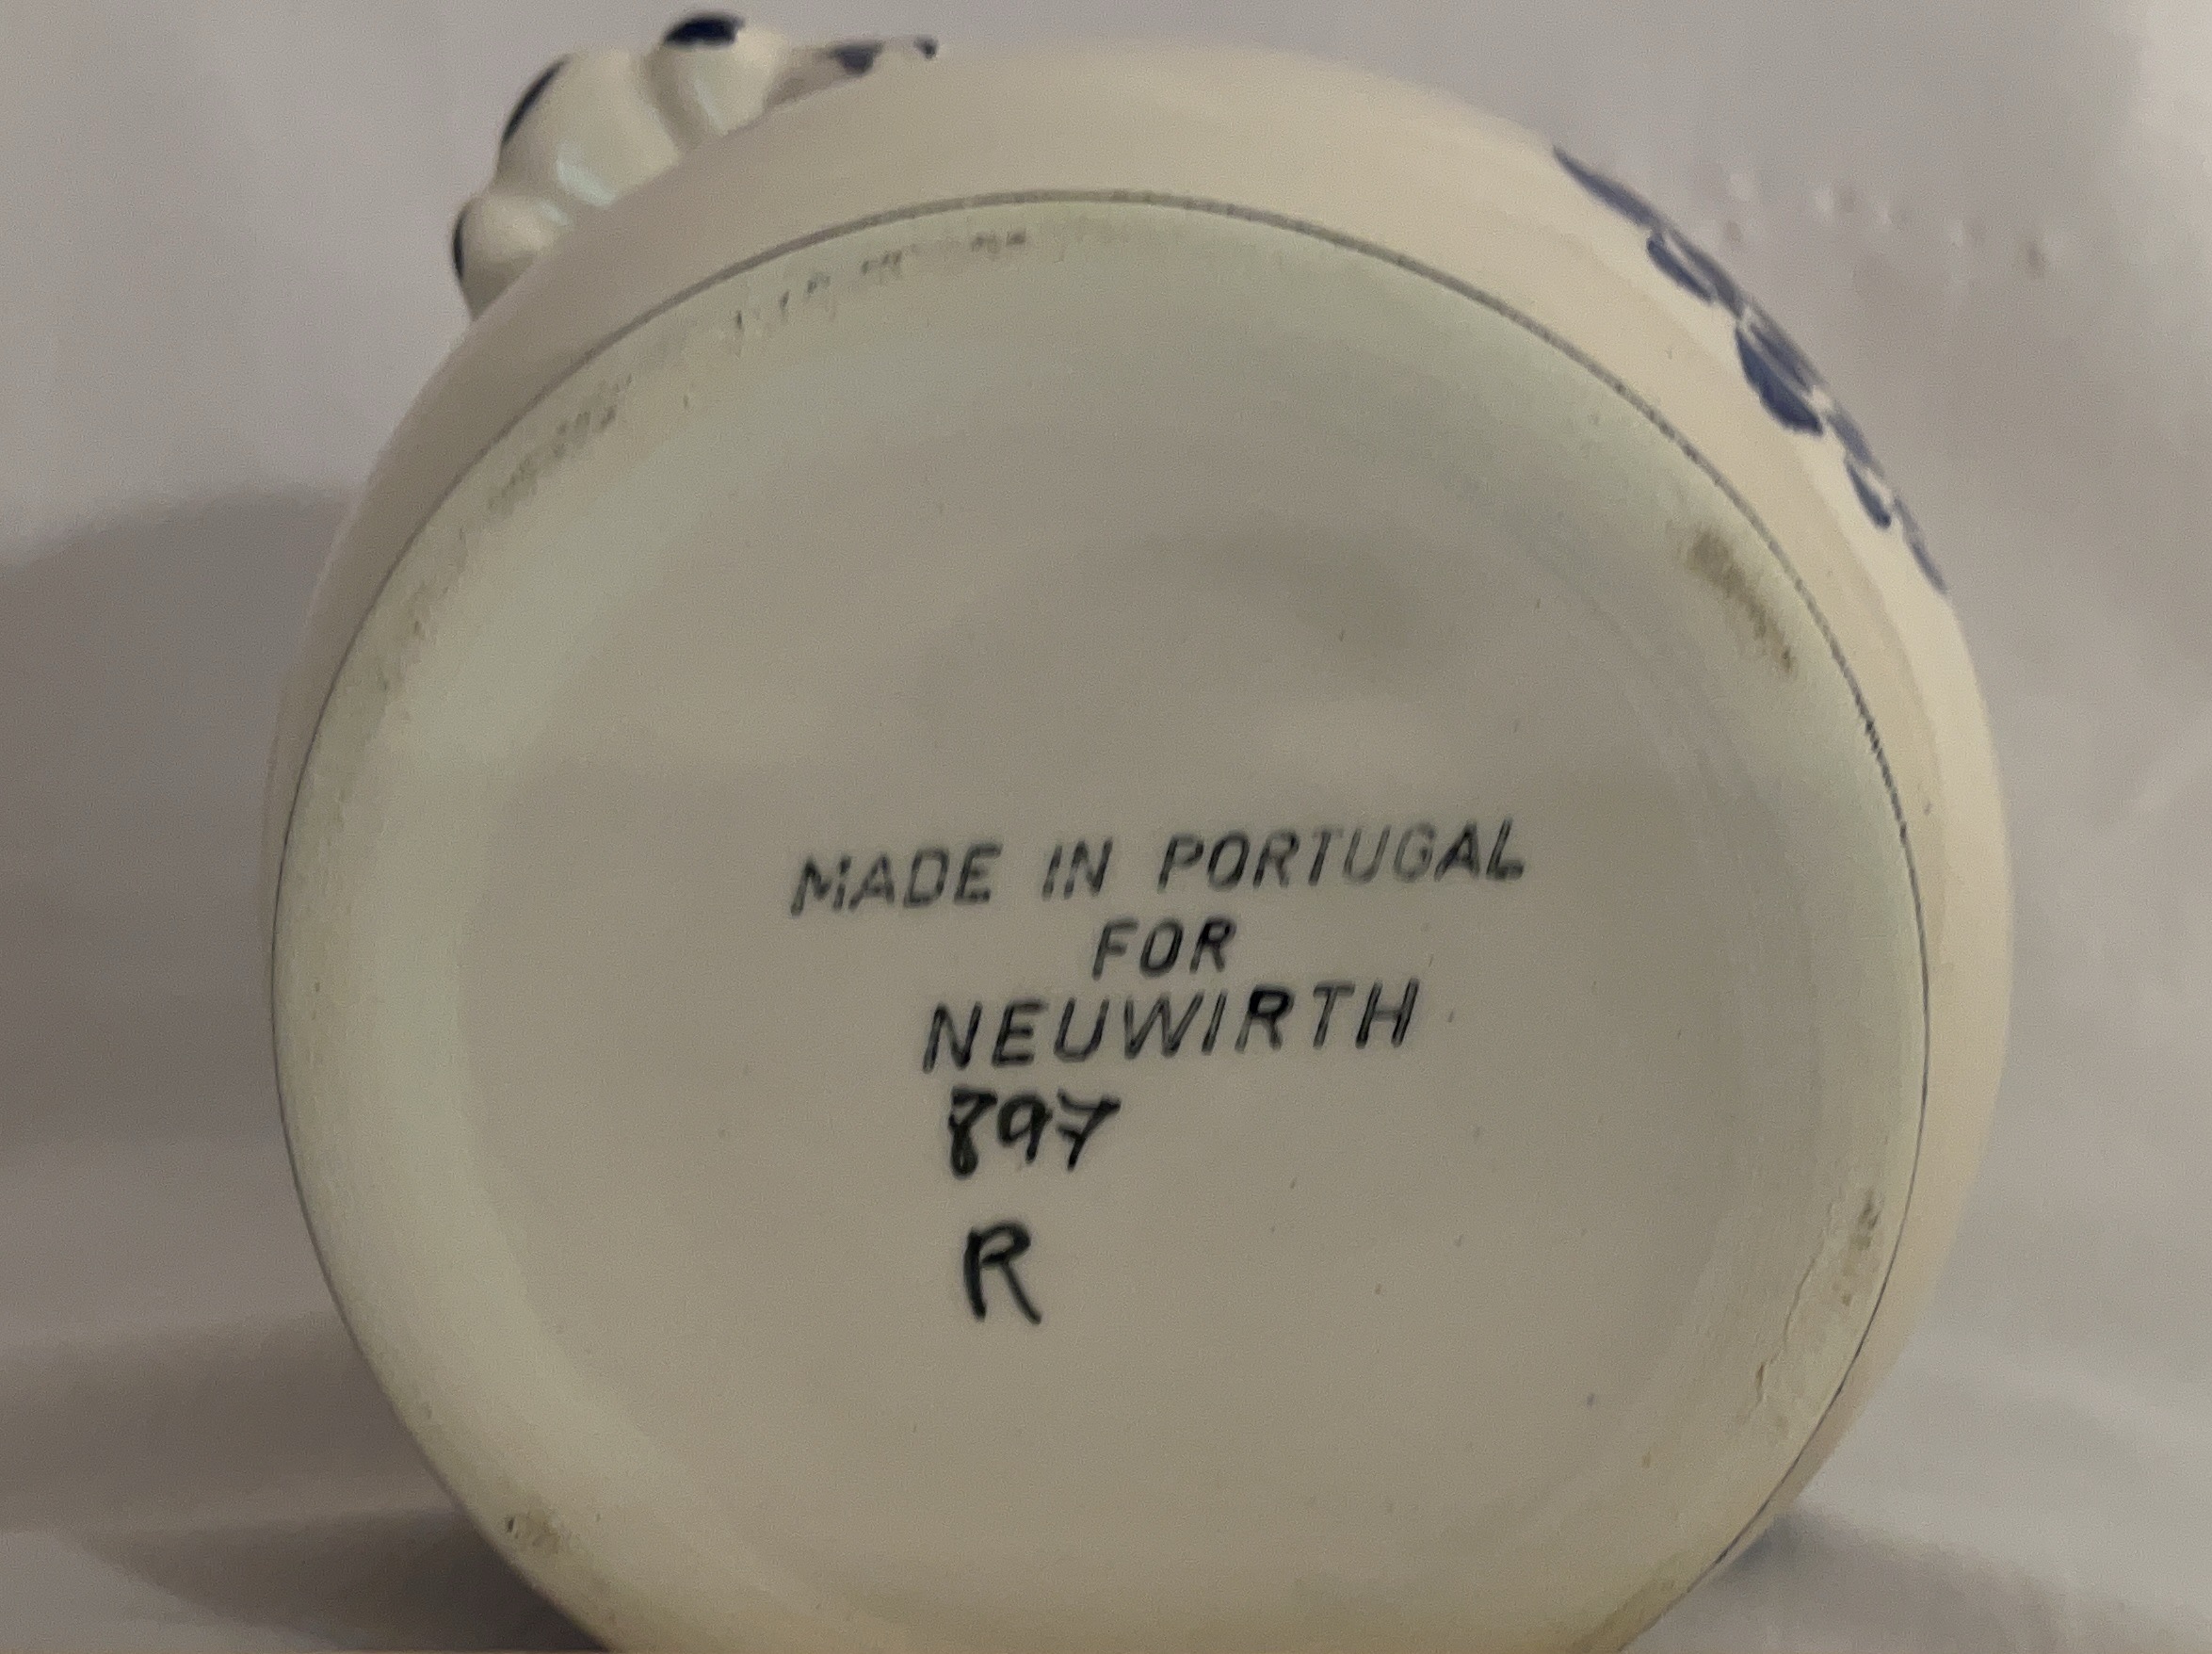 MADE IN PORTUGAL
FOR
NEUWIRTH
897
R